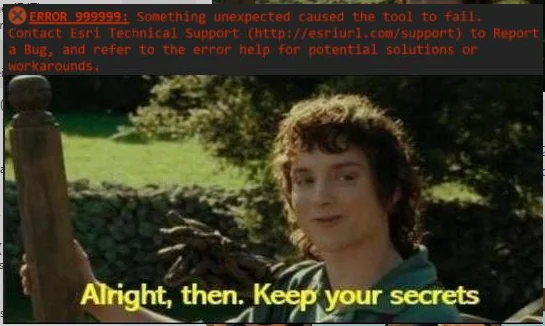 ERROR 999999: Something unexpected caused the tool to fail.
Contact Esri Technical Support (http://esriurl.com/support) to Report
a Bug, and refer to the error help for potential solutions or
workarounds.
Alright, then. Keep your secrets